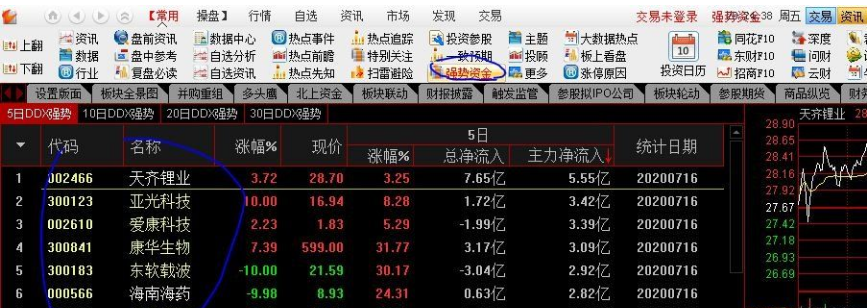 【常用 操盘】 行情 自选 资讯 市场 发现 交易 交易未登录 38 周五 交易 资讯
上翻 资讯 盘前资讯 数据中心 热点事件 热点追踪 投资参股 主题 大数据热点 同花F10 深度
数据 盘中参考 自选分析 热点前瞻 特别关注 一致预期 投顾 板上看盘 10 东财F10 问财
下翻 行业 复盘必读 自选资讯 热点先知 扫雷避险 强势资金 更多 涨停原因 投资日历 招商F10 云财
设置版面 板块全景图 并购重组 多头鹰 北上资金 板块联动 财报披露 触发监管 参股拟IPO公司 板块轮动 参股期货 商品纵览 财
5日DDX强势 10日DDX强势 20日DDX强势 30日DDX强势 天齐锂业 28
代码 名称 涨幅% 现价 5日 统计日期
涨幅% 总净流入 主力净流入↓
1 002466 天齐锂业 3.72 28.70 3.25 7.65亿 5.55亿 20200716
2 300123 亚光科技 10.00 16.94 8.28 1.72亿 3.42亿 20200716
3 002610 爱康科技 2.23 1.83 5.29 -1.99亿 3.39亿 20200716
4 300841 康华生物 7.39 599.00 31.77 3.17亿 3.09亿 20200716
5 300183 东软载波 -10.00 21.59 30.17 -3.04亿 2.92亿 20200716
6 000566 海南海药 -9.98 8.93 24.31 0.63亿 2.82亿 20200716
28.90
28.65
28.41
28.16
27.92
27.67
27.42
27.18
26.93
26.69